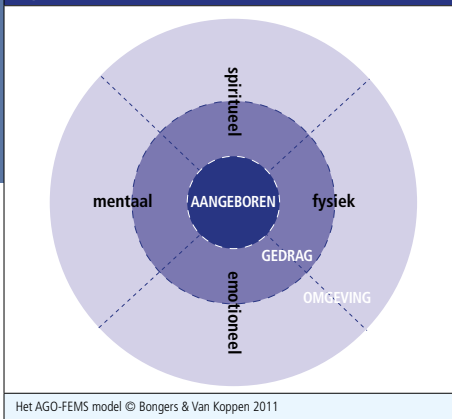 spiritueel
mentaal
AANGEBOREN
fysiek
GEDRAG
emotioneel
OMGEVING
Het AGO-FEMS model © Bongers & Van Koppen 2011